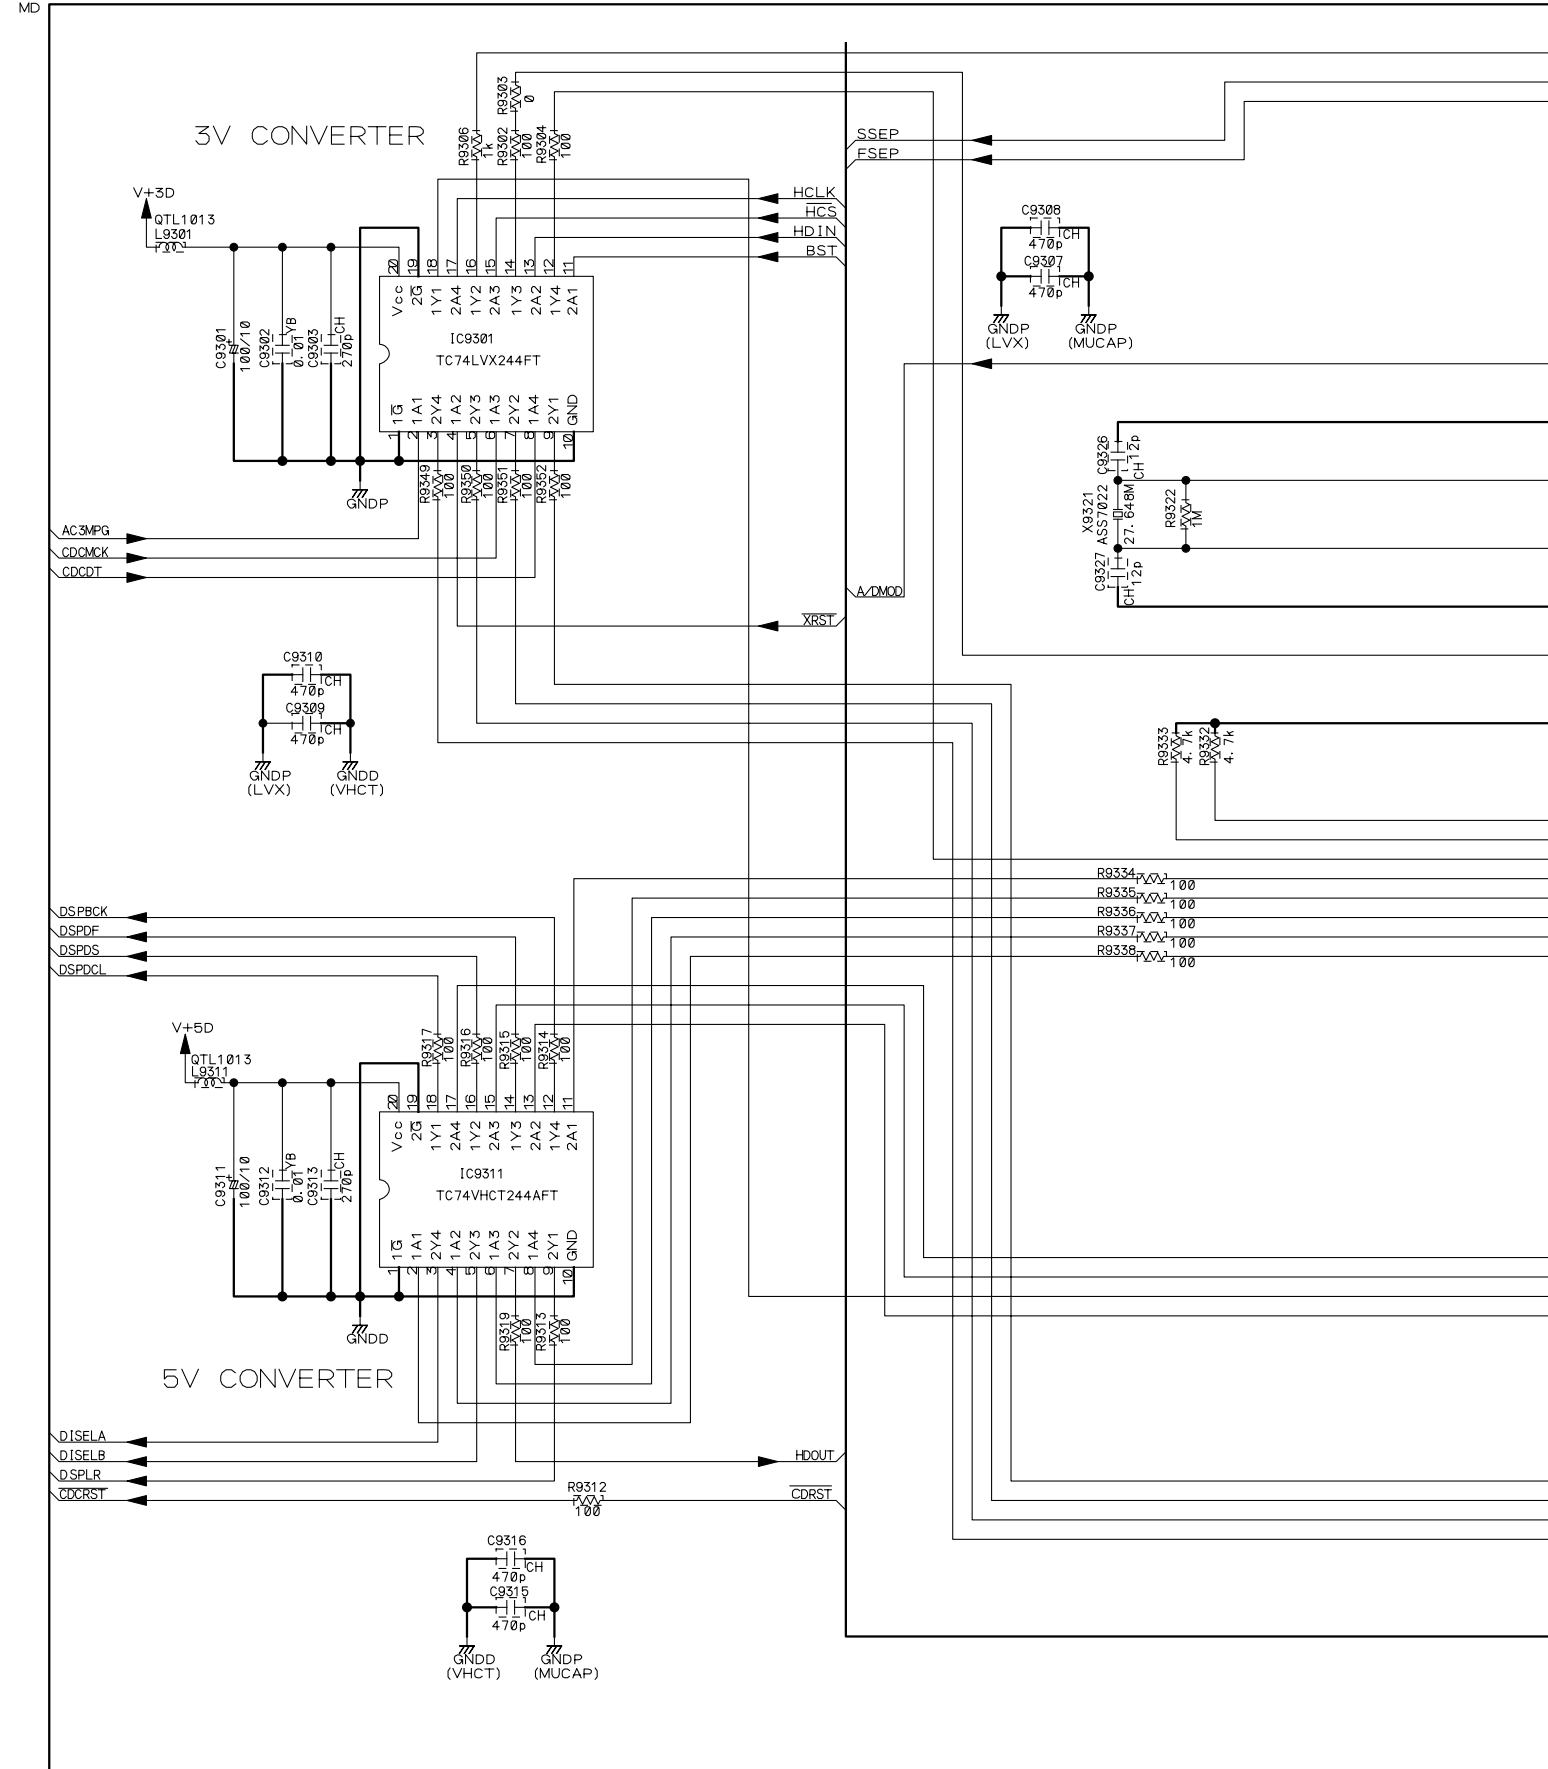 MD
3V CONVERTER
R9306
1k
R9303
0
R9302
100
R9304
100
SSEP
FSEP
V+3D
QTL1013
L9301
HCLK
HCS
HDIN
BST
C9308
CH
470p
C9307
CH
470p
GNDP
(LVX)
GNDP
(MUCAP)
20 19 18 17 16 15 14 13 12 11
Vcc 2G 1Y1 2A4 1Y2 2A3 1Y3 2A2 1Y4 2A1
C9301
100/10
C9302
0.01
YB
C9303
270p
CH
IC9301
TC74LVX244FT
1G 1A1 2Y4 1A2 2Y3 1A3 2Y2 1A4 2Y1 GND
1 2 3 4 5 6 7 8 9 10
R9349
100
R9350
100
R9351
100
R9352
100
GNDP
C9326
12p
CH
X9321
ASS7022
27.648M
R9322
1M
C9327
12p
CH
AC3MPG
CDCMCK
CDCDT
A/DMOD
XRST
C9310
CH
470p
C9309
CH
470p
GNDP
(LVX)
GNDD
(VHCT)
R9333
4.7k
R9332
4.7k
R9334
100
R9335
100
R9336
100
R9337
100
R9338
100
DSPBCK
DSPDF
DSPDS
DSPDCL
V+5D
QTL1013
L9311
R9317
100
R9316
100
R9315
100
R9314
100
20 19 18 17 16 15 14 13 12 11
Vcc 2G 1Y1 2A4 1Y2 2A3 1Y3 2A2 1Y4 2A1
C9311
100/10
C9312
0.01
YB
C9313
270p
CH
IC9311
TC74VHCT244AFT
1G 1A1 2Y4 1A2 2Y3 1A3 2Y2 1A4 2Y1 GND
1 2 3 4 5 6 7 8 9 10
R9319
100
R9313
100
GNDD
5V CONVERTER
DISELA
DISELB
DSPLR
CDCRST
HDOUT
R9312
100
CDRST
C9316
CH
470p
C9315
CH
470p
GNDD
(VHCT)
GNDP
(MUCAP)